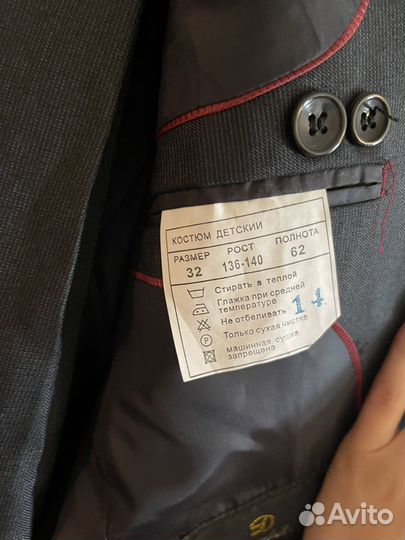 КОСТЮМ ДЕТСКИЙ
РАЗМЕР РОСТ ПОЛНОТА
32 136-140 62
Стирать в теплой
Глажка при средней
температуре
Не отбеливать 14
Только сухая чистка
машинная сушка
запрещена
Avito